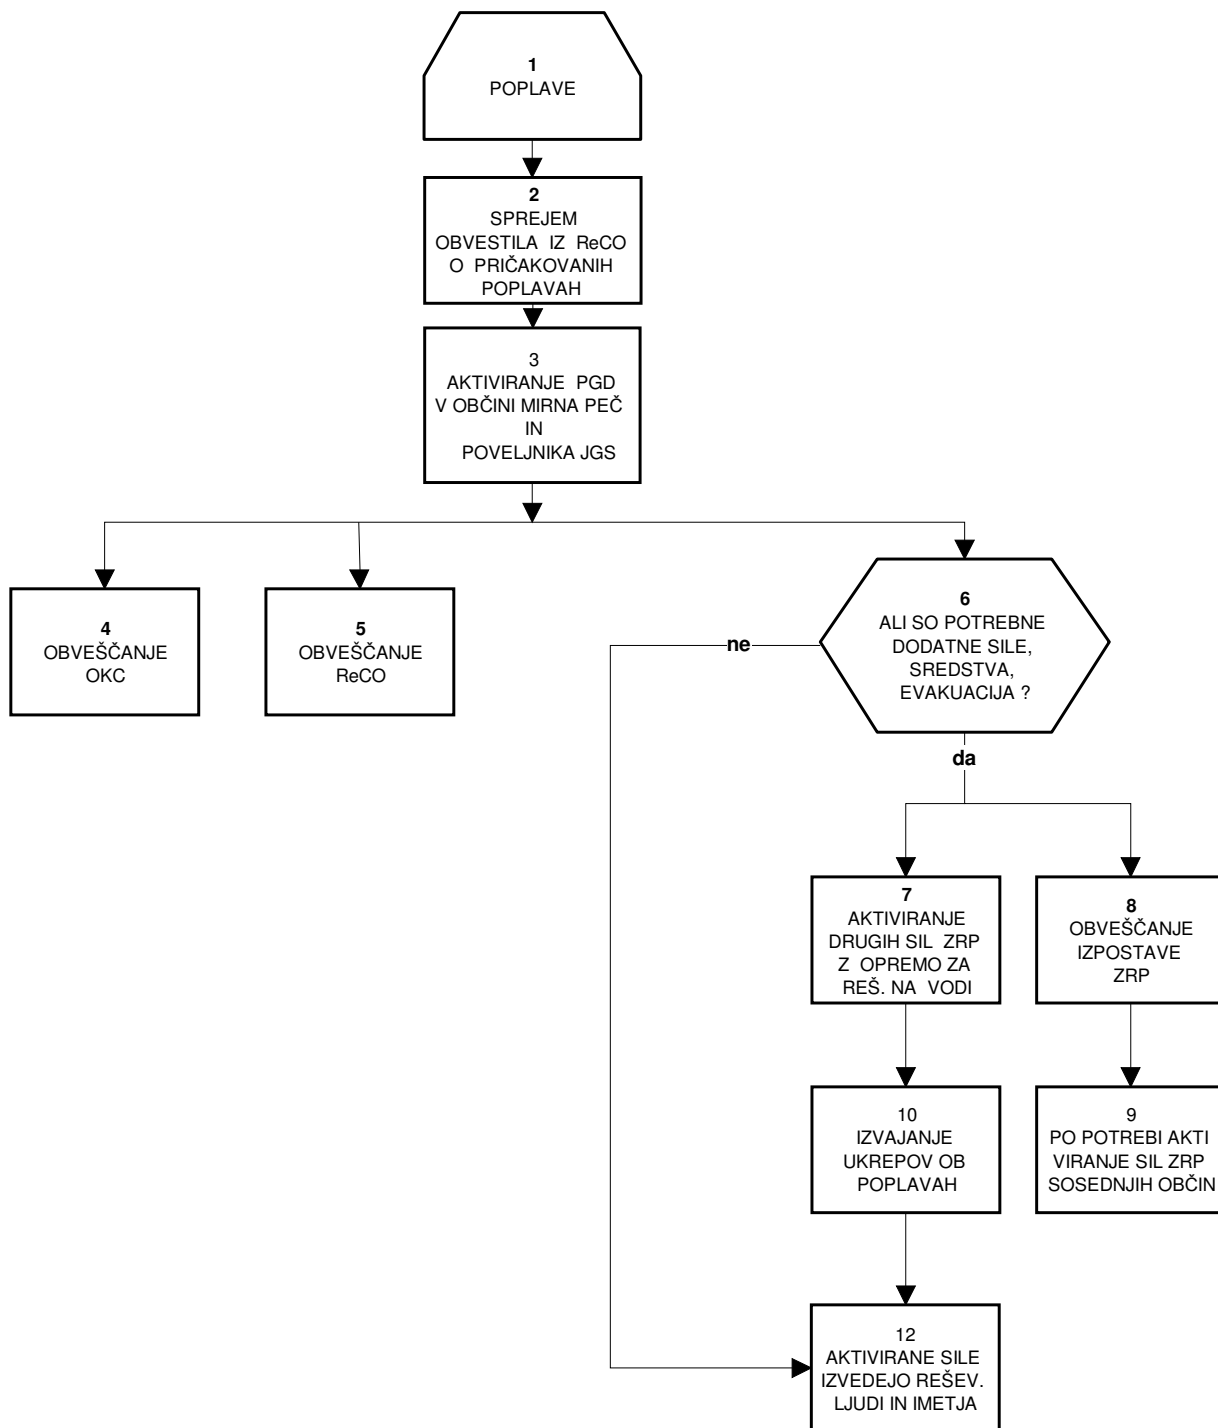 1
POPLAVE
2
SPREJEM
OBVESTILA IZ ReCO
O PRIČAKOVANIH
POPLAVAH
3
AKTIVIRANJE PGD
V OBČINI MIRNA PEČ
IN
POVELJNIKA JGS
4
OBVEŠČANJE
OKC
5
OBVEŠČANJE
ReCO
6
ALI SO POTREBNE
DODATNE SILE,
SREDSTVA,
EVAKUACIJA ?
ne
da
7
AKTIVIRANJE
DRUGIH SIL ZRP
Z OPREMO ZA
REŠ. NA VODI
8
OBVEŠČANJE
IZPOSTAVE
ZRP
10
IZVAJANJE
UKREPOV OB
POPLAVAH
9
PO POTREBI AKTI
VIRANJE SIL ZRP
SOSEDNJIH OBČIN
12
AKTIVIRANE SILE
IZVEDEJO REŠEV.
LJUDI IN IMETJA